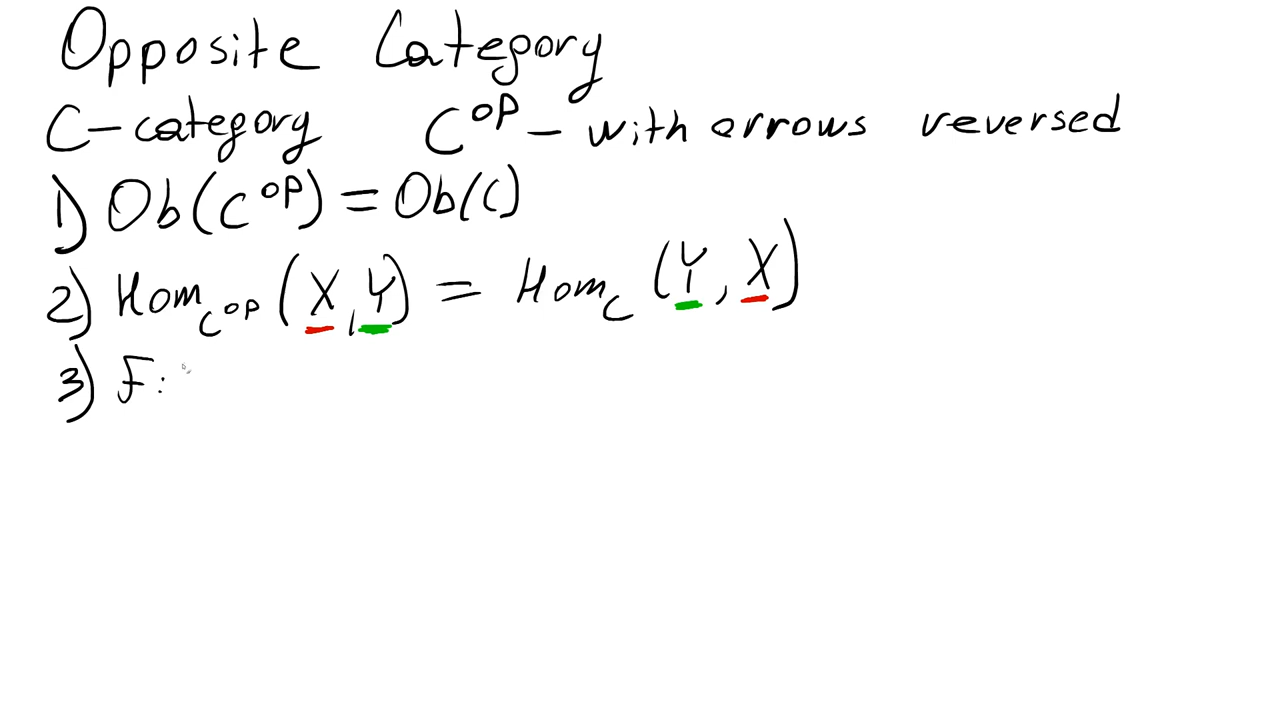 Opposite Category
C-category C^op - with arrows reversed
1) Ob(C^op) = Ob(C)
2) Hom_C^op (X, Y) = Hom_C (Y, X)
3) F: